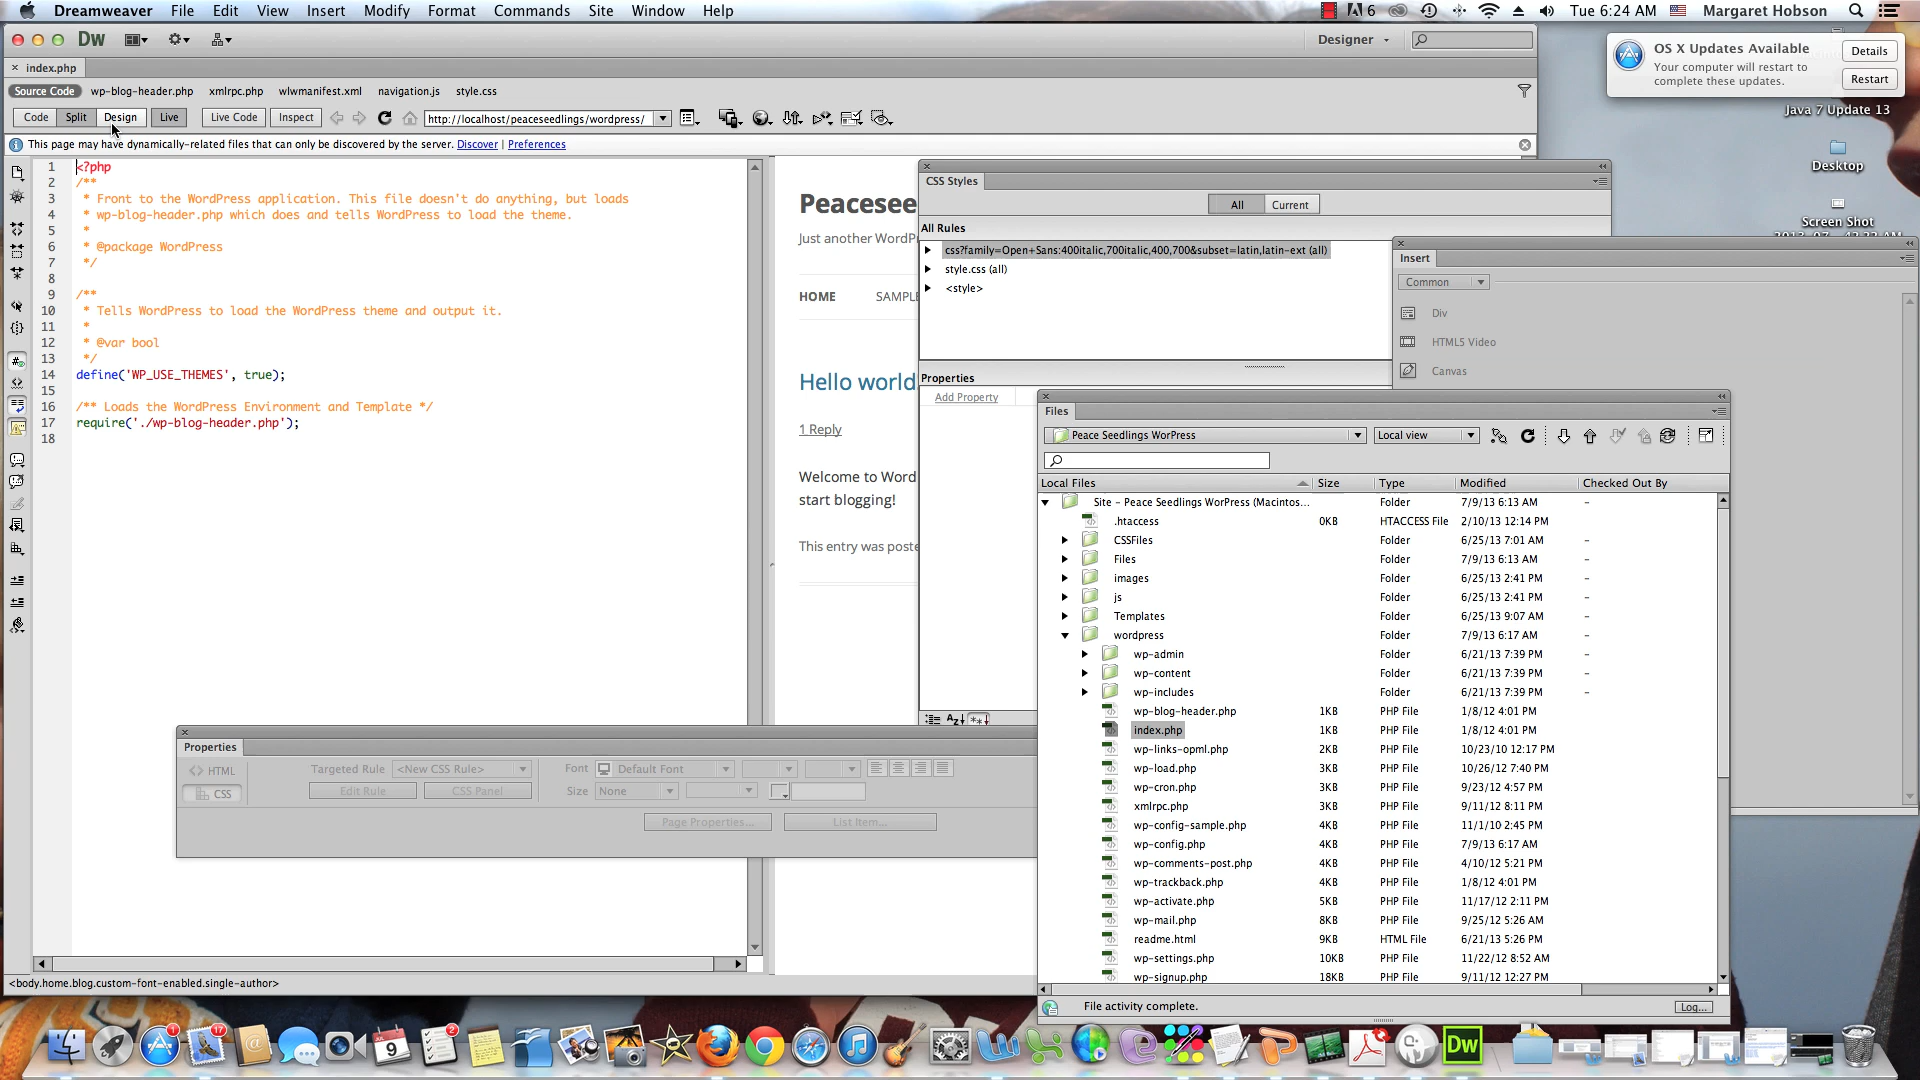 Dreamweaver File Edit View Insert Modify Format Commands Site Window Help
6 Tue 6:24 AM Margaret Hobson
Dw Designer
OS X Updates Available
Your computer will restart to
complete these updates.
Details
Restart
index.php
Source Code wp-blog-header.php xmlrpc.php wlwmanifest.xml navigation.js style.css
Code Split Design Live Live Code Inspect http://localhost/peaceseedlings/wordpress/
This page may have dynamically-related files that can only be discovered by the server. Discover | Preferences
Java 7 Update 13
Desktop
Screen Shot
1 <?php
2 /**
3 * Front to the WordPress application. This file doesn't do anything, but loads
4 * wp-blog-header.php which does and tells WordPress to load the theme.
5 *
6 * @package WordPress
7 */
8
9 /**
10 * Tells WordPress to load the WordPress theme and output it.
11 *
12 * @var bool
13 */
14 define('WP_USE_THEMES', true);
15
16 /** Loads the WordPress Environment and Template */
17 require('./wp-blog-header.php');
18
Peacesee
Just another WordP
HOME SAMPLE
Hello world
1 Reply
Welcome to Word
start blogging!
This entry was poste
CSS Styles
All Current
All Rules
css?family=Open+Sans:400italic,700italic,400,700&subset=latin,latin-ext (all)
style.css (all)
<style>
Properties
Add Property
Insert
Common
Div
HTML5 Video
Canvas
Files
Peace Seedlings WorPress Local view
Local Files Size Type Modified Checked Out By
Site - Peace Seedlings WorPress (Macintos... Folder 7/9/13 6:13 AM -
.htaccess 0KB HTACCESS File 2/10/13 12:14 PM
CSSFiles Folder 6/25/13 7:01 AM -
Files Folder 7/9/13 6:13 AM -
images Folder 6/25/13 2:41 PM -
js Folder 6/25/13 2:41 PM -
Templates Folder 6/25/13 9:07 AM -
wordpress Folder 7/9/13 6:17 AM -
wp-admin Folder 6/21/13 7:39 PM -
wp-content Folder 6/21/13 7:39 PM -
wp-includes Folder 6/21/13 7:39 PM -
wp-blog-header.php 1KB PHP File 1/8/12 4:01 PM
index.php 1KB PHP File 1/8/12 4:01 PM
wp-links-opml.php 2KB PHP File 10/23/10 12:17 PM
wp-load.php 3KB PHP File 10/26/12 7:40 PM
wp-cron.php 3KB PHP File 9/23/12 4:57 PM
xmlrpc.php 3KB PHP File 9/11/12 8:11 PM
wp-config-sample.php 4KB PHP File 11/1/10 2:45 PM
wp-config.php 4KB PHP File 7/9/13 6:17 AM
wp-comments-post.php 4KB PHP File 4/10/12 5:21 PM
wp-trackback.php 4KB PHP File 1/8/12 4:01 PM
wp-activate.php 5KB PHP File 11/17/12 2:11 PM
wp-mail.php 8KB PHP File 9/25/12 5:26 AM
readme.html 9KB HTML File 6/21/13 5:26 PM
wp-settings.php 10KB PHP File 11/22/12 8:52 AM
wp-signup.php 18KB PHP File 9/11/12 12:27 PM
File activity complete. Log...
Properties
HTML Targeted Rule <New CSS Rule> Font Default Font
CSS Edit Rule CSS Panel Size None
Page Properties... List Item...
<body.home.blog.custom-font-enabled.single-author>
1 17 9 2 Dw